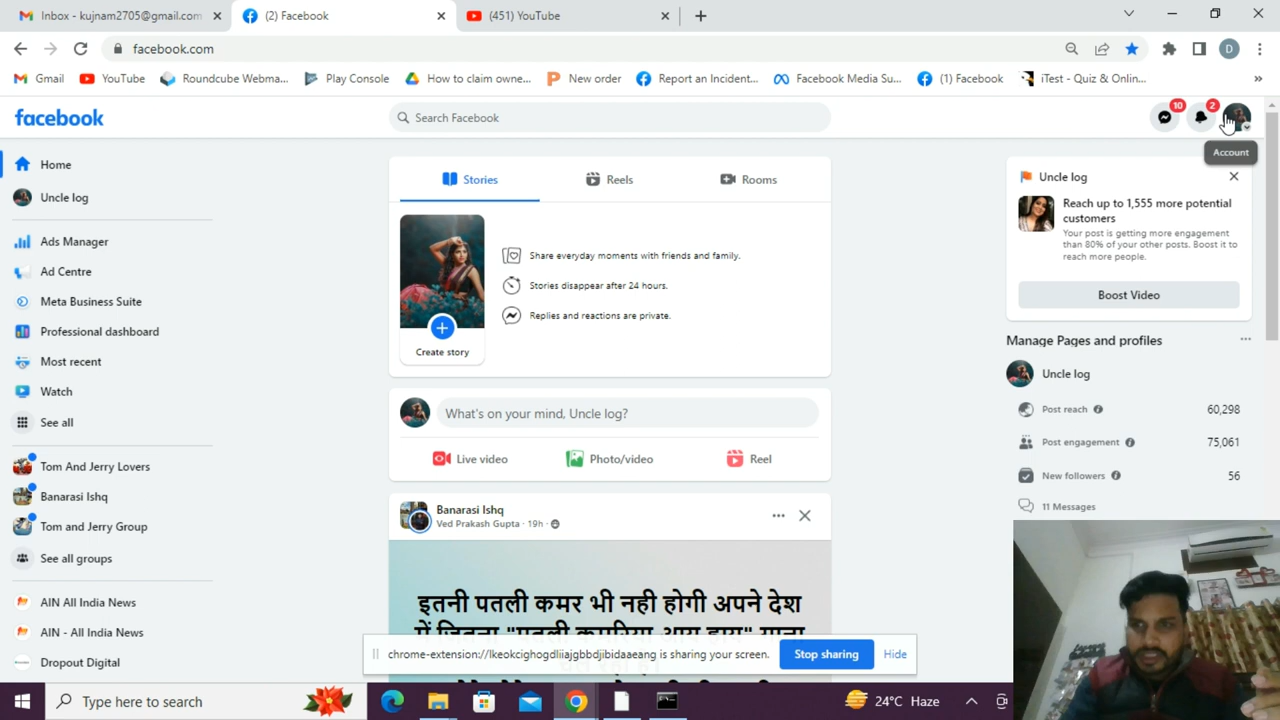 Inbox - kujnam2705@gmail.com
(2) Facebook
(451) YouTube
facebook.com
D
Gmail
YouTube
Roundcube Webma...
Play Console
How to claim owne...
New order
Report an Incident...
Facebook Media Su...
(1) Facebook
iTest - Quiz & Onlin...
facebook
Search Facebook
10
2
Account
Home
Uncle log
Ads Manager
Ad Centre
Meta Business Suite
Professional dashboard
Most recent
Watch
See all
Tom And Jerry Lovers
Banarasi Ishq
Tom and Jerry Group
See all groups
AIN All India News
AIN - All India News
Dropout Digital
Stories
Reels
Rooms
Share everyday moments with friends and family.
Stories disappear after 24 hours.
Replies and reactions are private.
Create story
What's on your mind, Uncle log?
Live video
Photo/video
Reel
Banarasi Ishq
Ved Prakash Gupta · 19h ·
इतनी पतली कमर भी नही होगी अपने देश
chrome-extension://lkeokcighogdliiajgbbdjibidaaeang is sharing your screen.
Stop sharing
Hide
Uncle log
Reach up to 1,555 more potential
customers
Your post is getting more engagement
than 80% of your other posts. Boost it to
reach more people.
Boost Video
Manage Pages and profiles
Uncle log
Post reach 60,298
Post engagement 75,061
New followers 56
11 Messages
Type here to search
24°C Haze